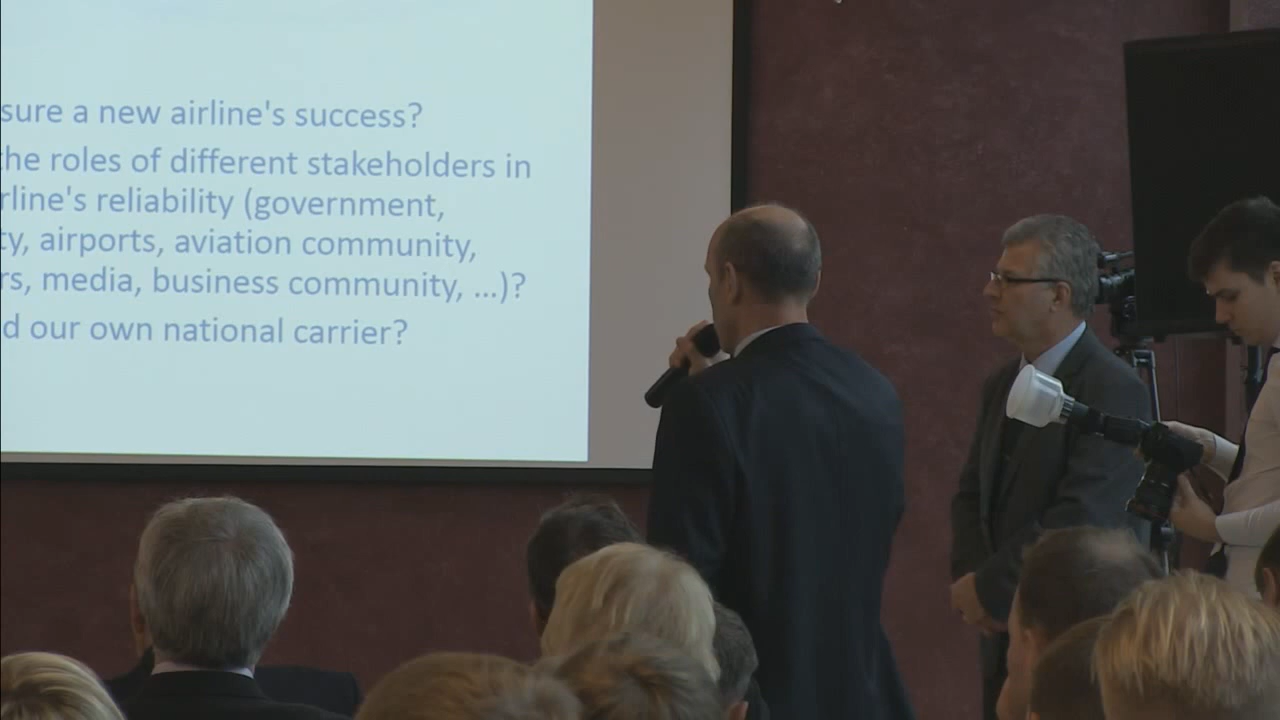 sure a new airline's success?
the roles of different stakeholders in
rline's reliability (government,
ty, airports, aviation community,
rs, media, business community, ...)?
d our own national carrier?